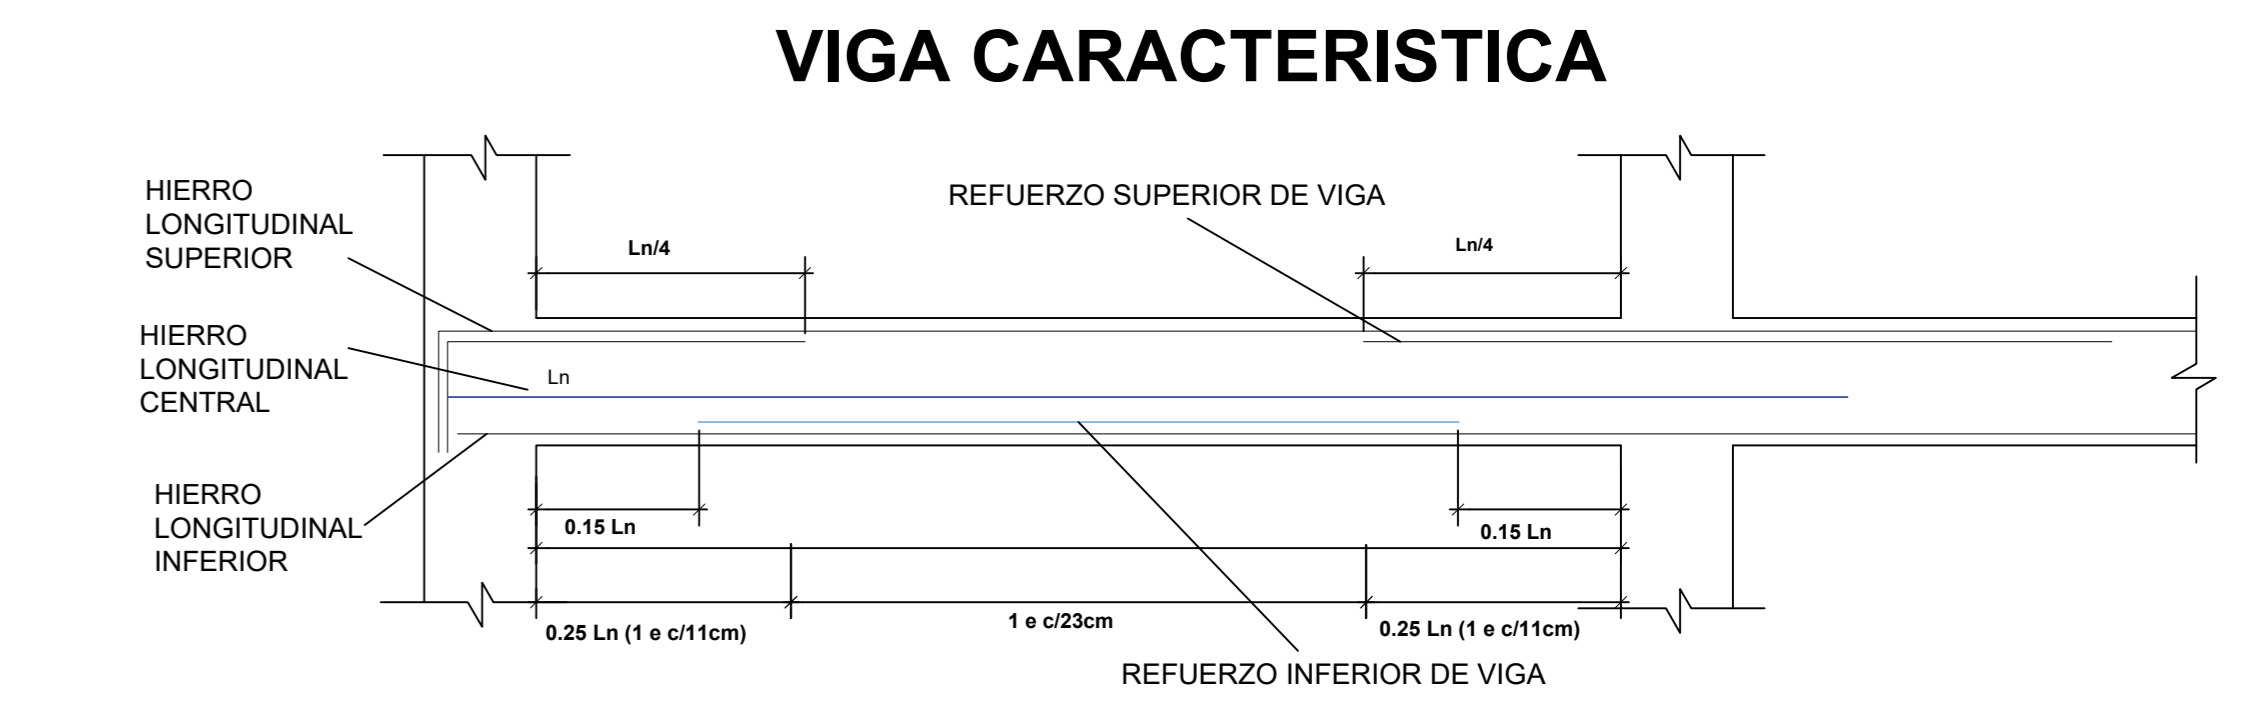 VIGA CARACTERISTICA
HIERRO
LONGITUDINAL
SUPERIOR
REFUERZO SUPERIOR DE VIGA
Ln/4
Ln/4
HIERRO
LONGITUDINAL
CENTRAL
Ln
HIERRO
LONGITUDINAL
INFERIOR
0.15 Ln
0.15 Ln
0.25 Ln (1 e c/11cm)
1 e c/23cm
0.25 Ln (1 e c/11cm)
REFUERZO INFERIOR DE VIGA